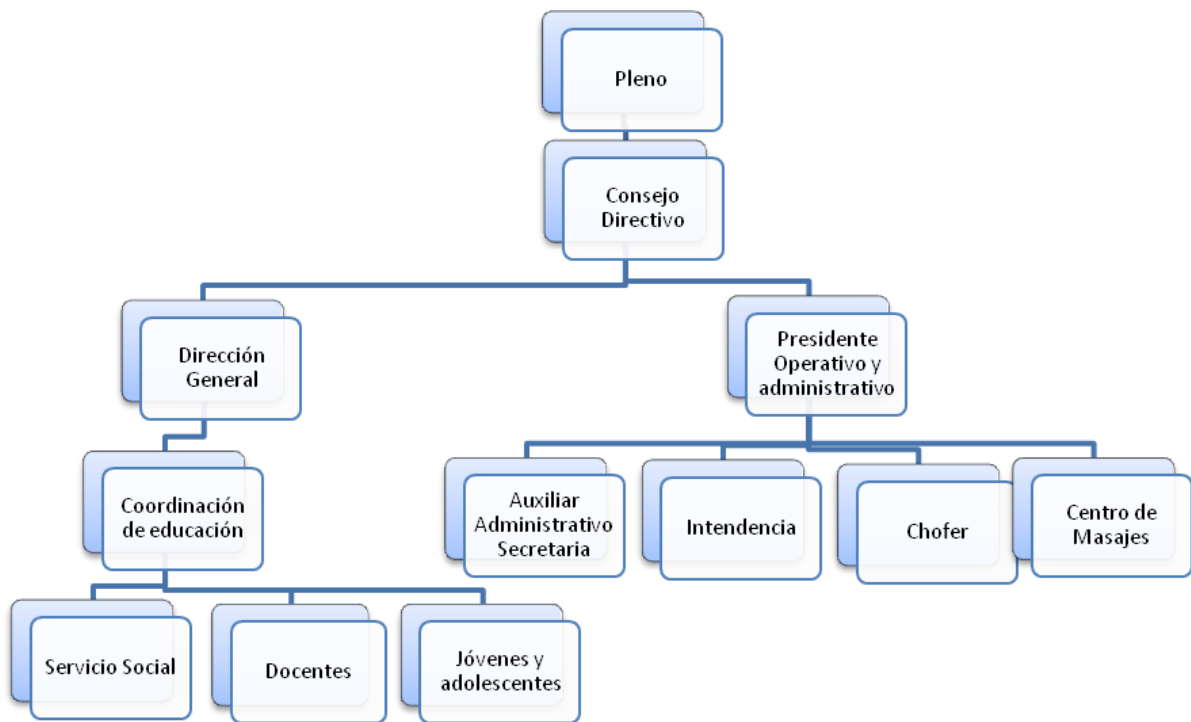 Pleno
Consejo
Directivo
Dirección
General
Presidente
Operativo y
administrativo
Coordinación
de educación
Auxiliar
Administrativo
Secretaria
Intendencia
Chofer
Centro de
Masajes
Servicio Social
Docentes
Jóvenes y
adolescentes